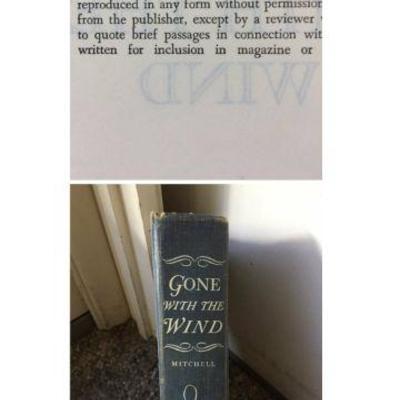 reproduced in any form without permission
from the publisher, except by a reviewer
to quote brief passages in connection wit
written for inclusion in magazine or
WIND
GONE
WITH THE
WIND
MITCHELL